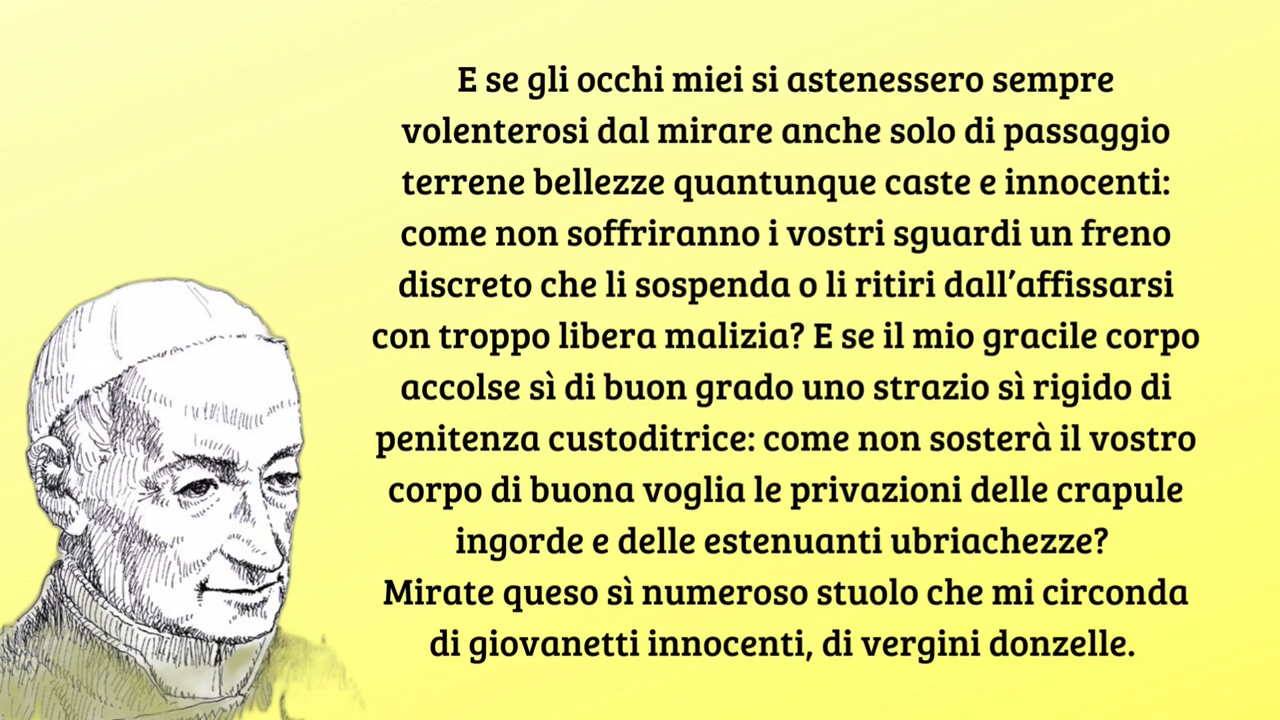 E se gli occhi miei si astenessero sempre
volenterosi dal mirare anche solo di passaggio
terrene bellezze quantunque caste e innocenti:
come non soffriranno i vostri sguardi un freno
discreto che li sospenda o li ritiri dall’affissarsi
con troppo libera malizia? E se il mio gracile corpo
accolse sì di buon grado uno strazio sì rigido di
penitenza custoditrice: come non sosterà il vostro
corpo di buona voglia le privazioni delle crapule
ingorde e delle estenuanti ubriachezze?
Mirate queso sì numeroso stuolo che mi circonda
di giovanetti innocenti, di vergini donzelle.